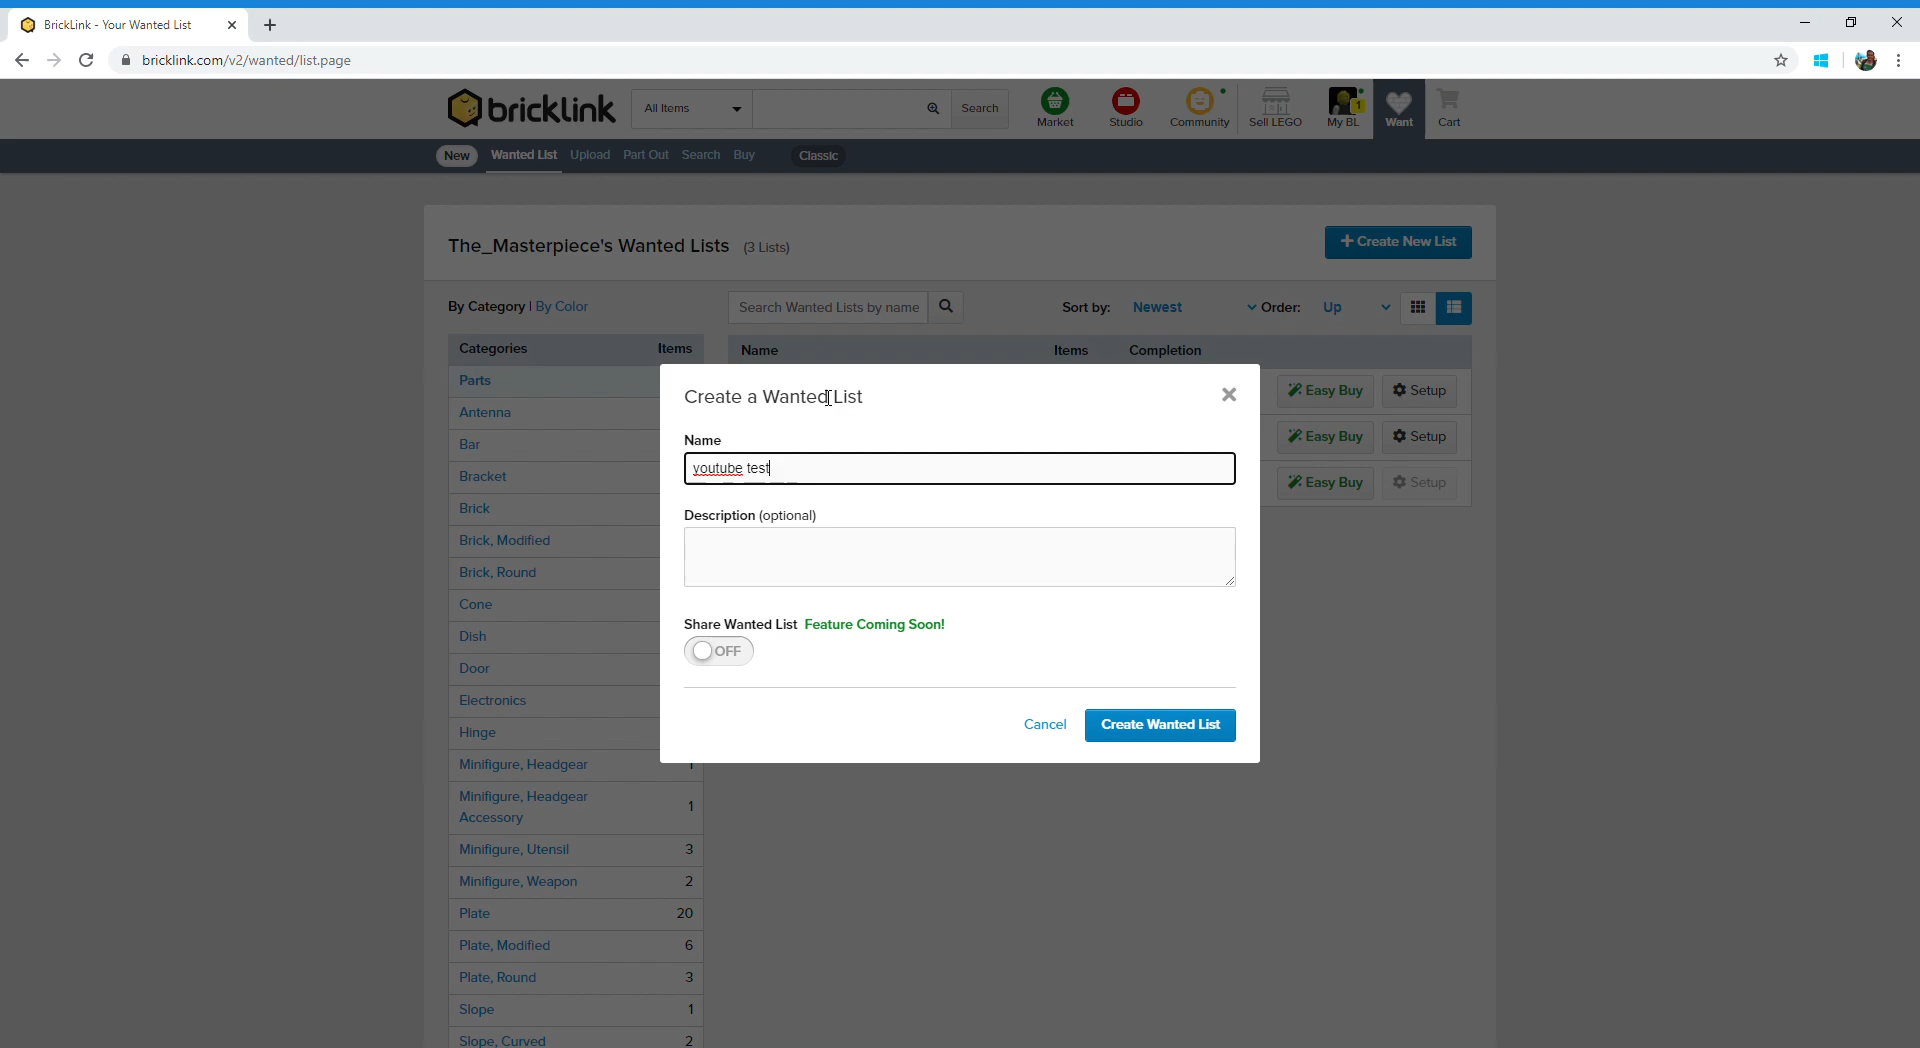 BrickLink - Your Wanted List
bricklink.com/v2/wanted/list.page
bricklink
All Items
Search
Market
Studio
Community
Sell LEGO
1
My BL
Want
Cart
New
Wanted List
Upload
Part Out
Search
Buy
Classic
The_Masterpiece's Wanted Lists (3 Lists)
+ Create New List
By Category | By Color
Search Wanted Lists by name
Sort by: Newest
Order: Up
Categories Items
Name Items Completion
Parts
Antenna
Bar
Bracket
Brick
Brick, Modified
Brick, Round
Cone
Dish
Door
Electronics
Hinge
Minifigure, Headgear 1
Minifigure, Headgear
Accessory 1
Minifigure, Utensil 3
Minifigure, Weapon 2
Plate 20
Plate, Modified 6
Plate, Round 3
Slope 1
Slope, Curved 2
Easy Buy Setup
Easy Buy Setup
Easy Buy Setup
Create a Wanted List
Name
youtube test
Description (optional)
Share Wanted List Feature Coming Soon!
OFF
Cancel
Create Wanted List